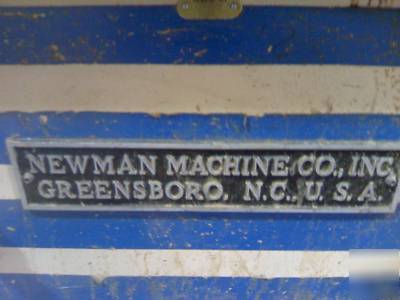 NEWMAN MACHINE CO., INC.
GREENSBORO, N.C., U.S.A.